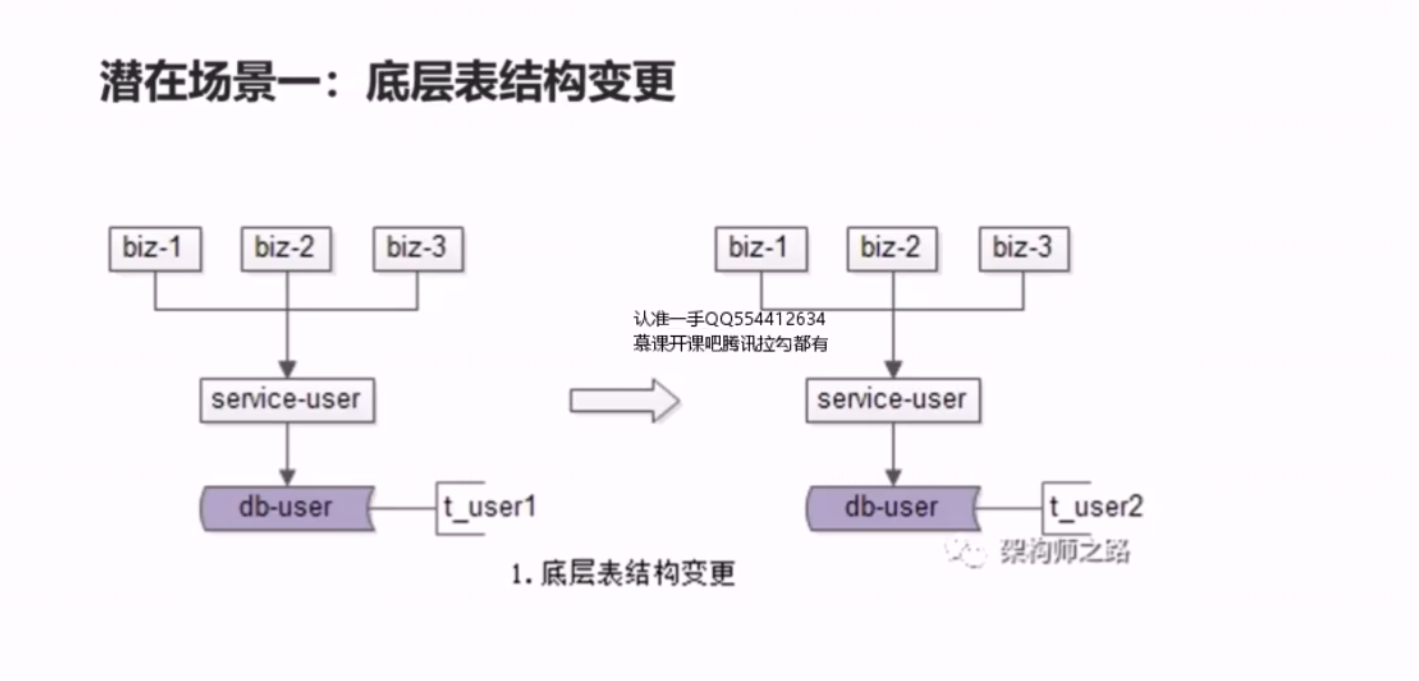 潜在场景一：底层表结构变更
biz-1 biz-2 biz-3
biz-1 biz-2 biz-3
认准一手QQ554412634
慕课开课吧腾讯拉勾都有
service-user
service-user
db-user
t_user1
db-user
t_user2
架构师之路
1.底层表结构变更